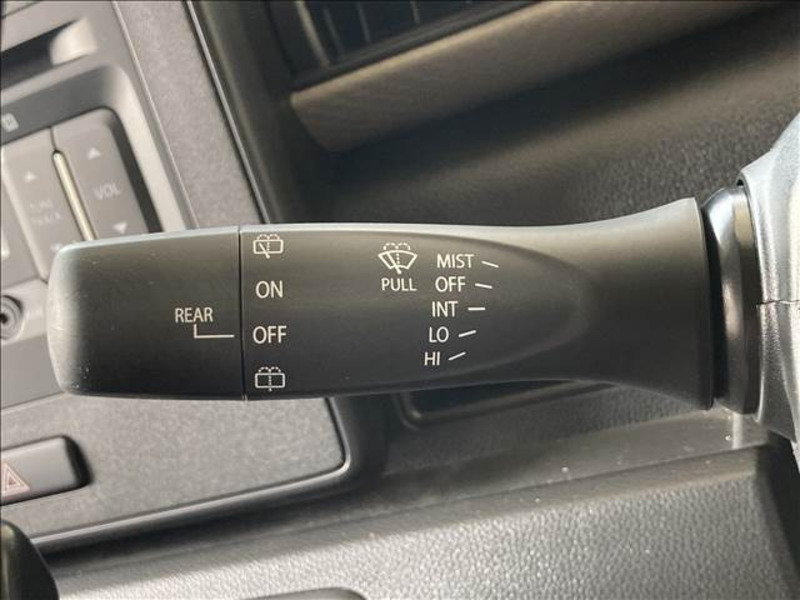 VOL
TUNE
TRACK
REAR
ON
OFF
PULL
MIST
OFF
INT
LO
HI